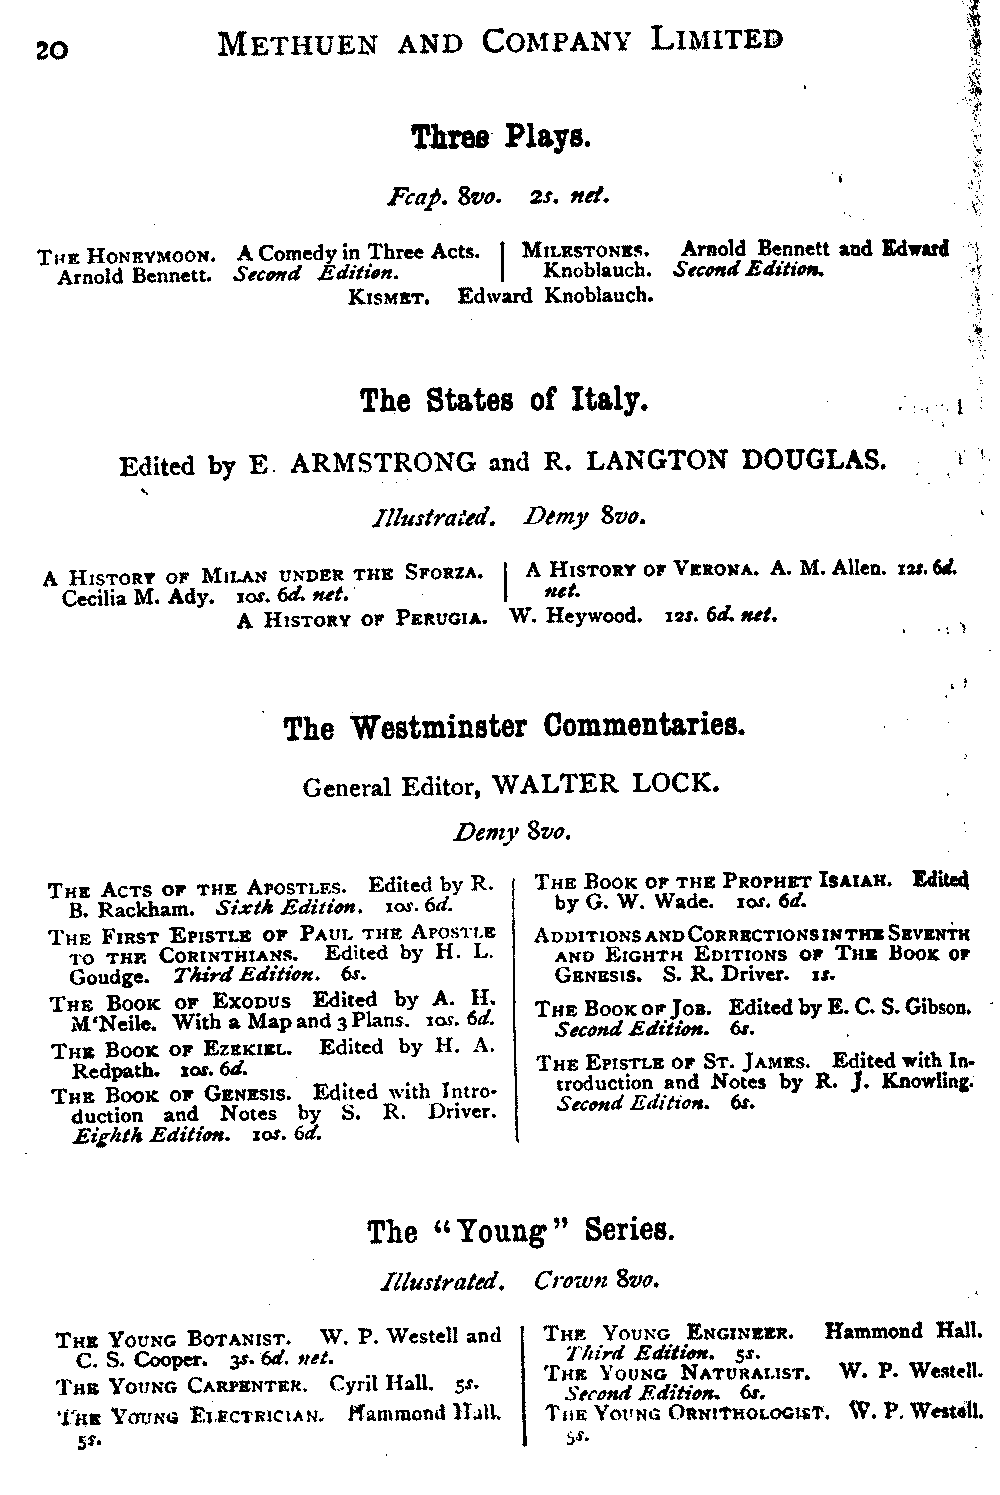 20 METHUEN AND COMPANY LIMITED
Three Plays.
Fcap. 8vo. 2s. net.
THE HONEYMOON. A Comedy in Three Acts.
Arnold Bennett. Second Edition.
MILESTONES. Arnold Bennett and Edward
Knoblauch. Second Edition.
KISMET. Edward Knoblauch.
The States of Italy.
Edited by E. ARMSTRONG and R. LANGTON DOUGLAS.
Illustrated. Demy 8vo.
A HISTORY OF MILAN UNDER THE SFORZA.
Cecilia M. Ady. 10s. 6d. net.
A HISTORY OF VERONA. A. M. Allen. 12s. 6d.
net.
A HISTORY OF PERUGIA. W. Heywood. 12s. 6d. net.
The Westminster Commentaries.
General Editor, WALTER LOCK.
Demy 8vo.
THE ACTS OF THE APOSTLES. Edited by R.
B. Rackham. Sixth Edition. 10s. 6d.
THE FIRST EPISTLE OF PAUL THE APOSTLE
TO THE CORINTHIANS. Edited by H. L.
Goudge. Third Edition. 6s.
THE BOOK OF EXODUS Edited by A. H.
M'Neile. With a Map and 3 Plans. 10s. 6d.
THE BOOK OF EZEKIEL. Edited by H. A.
Redpath. 10s. 6d.
THE BOOK OF GENESIS. Edited with Intro-
duction and Notes by S. R. Driver.
Eighth Edition. 10s. 6d.
THE BOOK OF THE PROPHET ISAIAH. Edited
by G. W. Wade. 10s. 6d.
ADDITIONS AND CORRECTIONS IN THE SEVENTH
AND EIGHTH EDITIONS OF THE BOOK OF
GENESIS. S. R. Driver. 1s.
THE BOOK OF JOB. Edited by E. C. S. Gibson.
Second Edition. 6s.
THE EPISTLE OF ST. JAMES. Edited with In-
troduction and Notes by R. J. Knowling.
Second Edition. 6s.
The "Young" Series.
Illustrated. Crown 8vo.
THE YOUNG BOTANIST. W. P. Westell and
C. S. Cooper. 3s. 6d. net.
THE YOUNG CARPENTER. Cyril Hall. 5s.
THE YOUNG ELECTRICIAN. Hammond Hall.
5s.
THE YOUNG ENGINEER. Hammond Hall.
Third Edition. 5s.
THE YOUNG NATURALIST. W. P. Westell.
Second Edition. 6s.
THE YOUNG ORNITHOLOGIST. W. P. Westell.
5s.